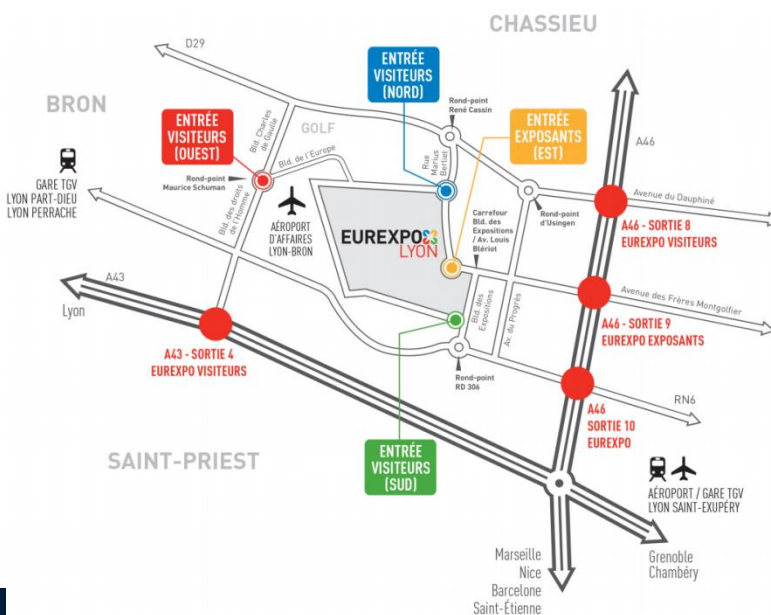 CHASSIEU
D29
ENTRÉE
VISITEURS
(NORD)
BRON
ENTRÉE
VISITEURS
(OUEST)
Bld. Charles
de Gaulle
GOLF
Rond-point
René Cassin
ENTRÉE
EXPOSANTS
(EST)
A46
Bld. de l'Europe
Rue
Marius
Berliet
GARE TGV
LYON PART-DIEU
LYON PERRACHE
Rond-point
Maurice Schuman
Bld. des droits
de l'Homme
AÉROPORT
D'AFFAIRES
LYON-BRON
EUREXPO
LYON
Carrefour
Bld. des
Expositions
/ Av. Louis
Blériot
Rond-point
d'Usingen
Avenue du Dauphiné
A46 - SORTIE 8
EUREXPO VISITEURS
A43
Lyon
Bld. des
Expositions
Av. du Progrès
Avenue des Frères Montgolfier
A46 - SORTIE 9
EUREXPO EXPOSANTS
A43 - SORTIE 4
EUREXPO VISITEURS
Rond-point
RD 306
RN6
A46
SORTIE 10
EUREXPO
SAINT-PRIEST
ENTRÉE
VISITEURS
(SUD)
AÉROPORT / GARE TGV
LYON SAINT-EXUPÉRY
Marseille
Nice
Barcelone
Saint-Étienne
Grenoble
Chambéry